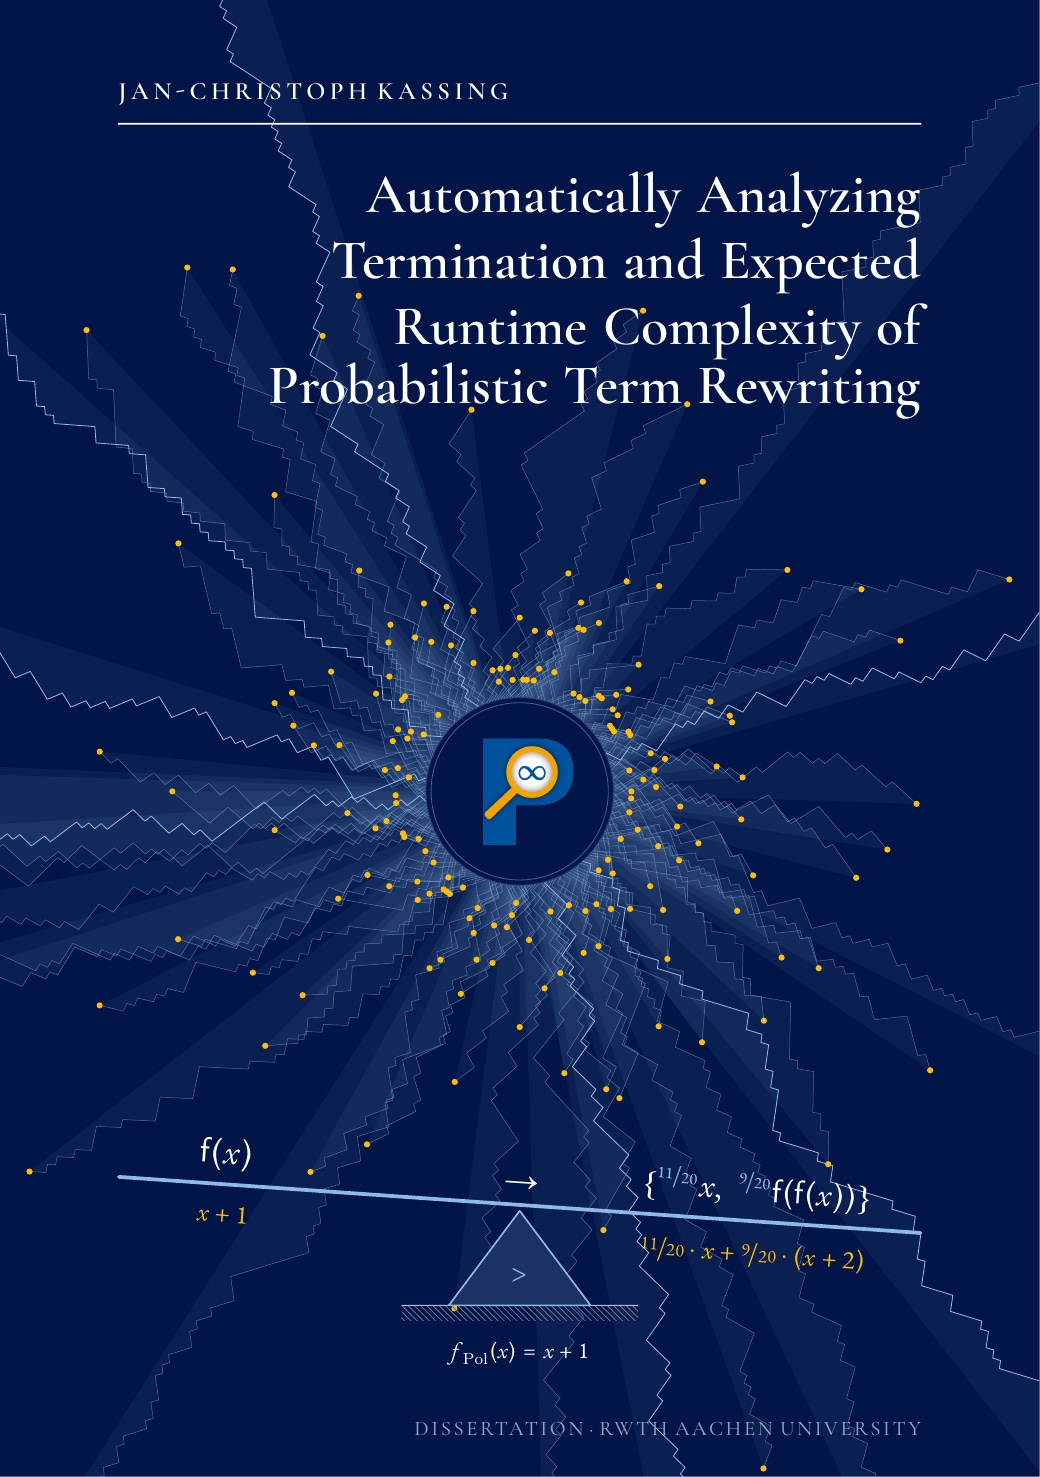 JAN-CHRISTOPH KASSING
Automatically Analyzing
Termination and Expected
Runtime Complexity of
Probabilistic Term Rewriting
P ∞
f(x) → {11/20x, 9/20f(f(x))}
x + 1 11/20 · x + 9/20 · (x + 2)
>
fPol(x) = x + 1
DISSERTATION · RWTH AACHEN UNIVERSITY